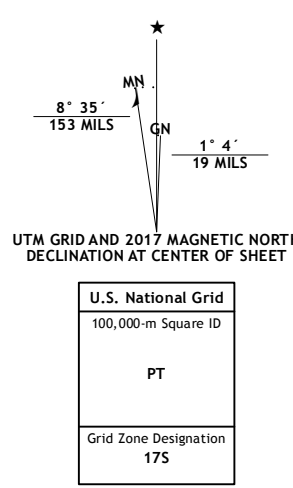 MN
8° 35´
153 MILS
GN
1° 4´
19 MILS
UTM GRID AND 2017 MAGNETIC NORTH
DECLINATION AT CENTER OF SHEET
U.S. National Grid
100,000-m Square ID
PT
Grid Zone Designation
17S